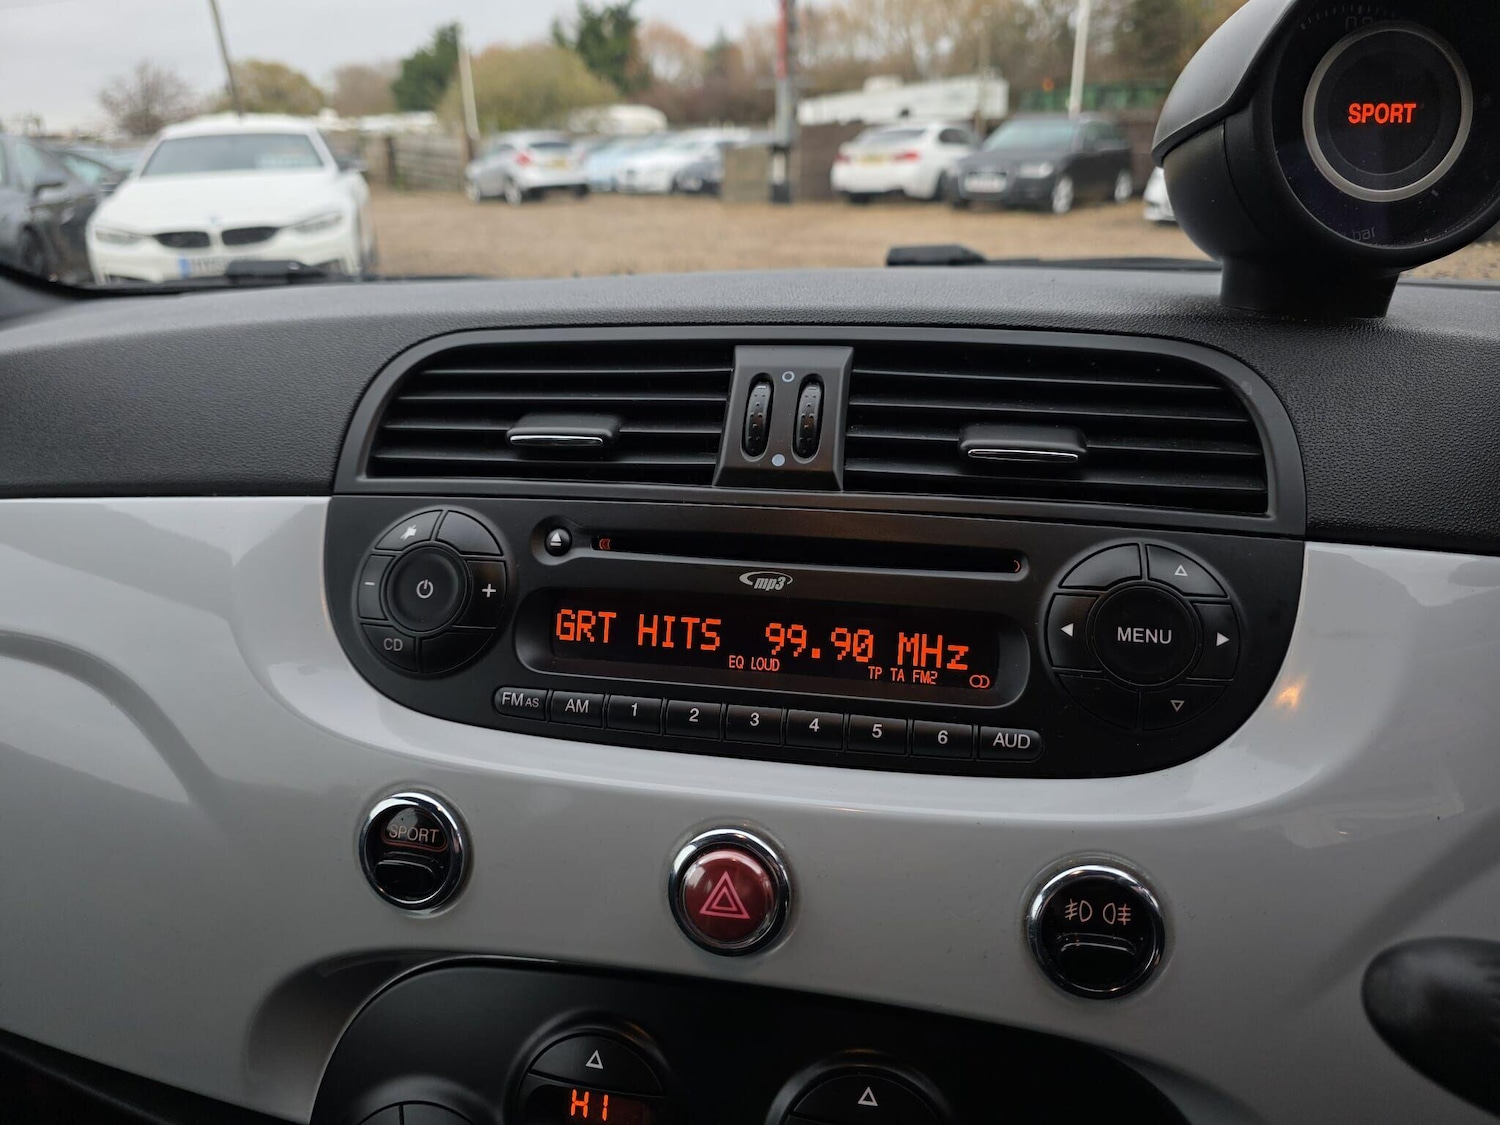 SPORT
bar
mp3
CD
GRT HITS 99.90 MHz
EQ LOUD TP TA FM2
MENU
FM AS AM 1 2 3 4 5 6 AUD
SPORT
HI